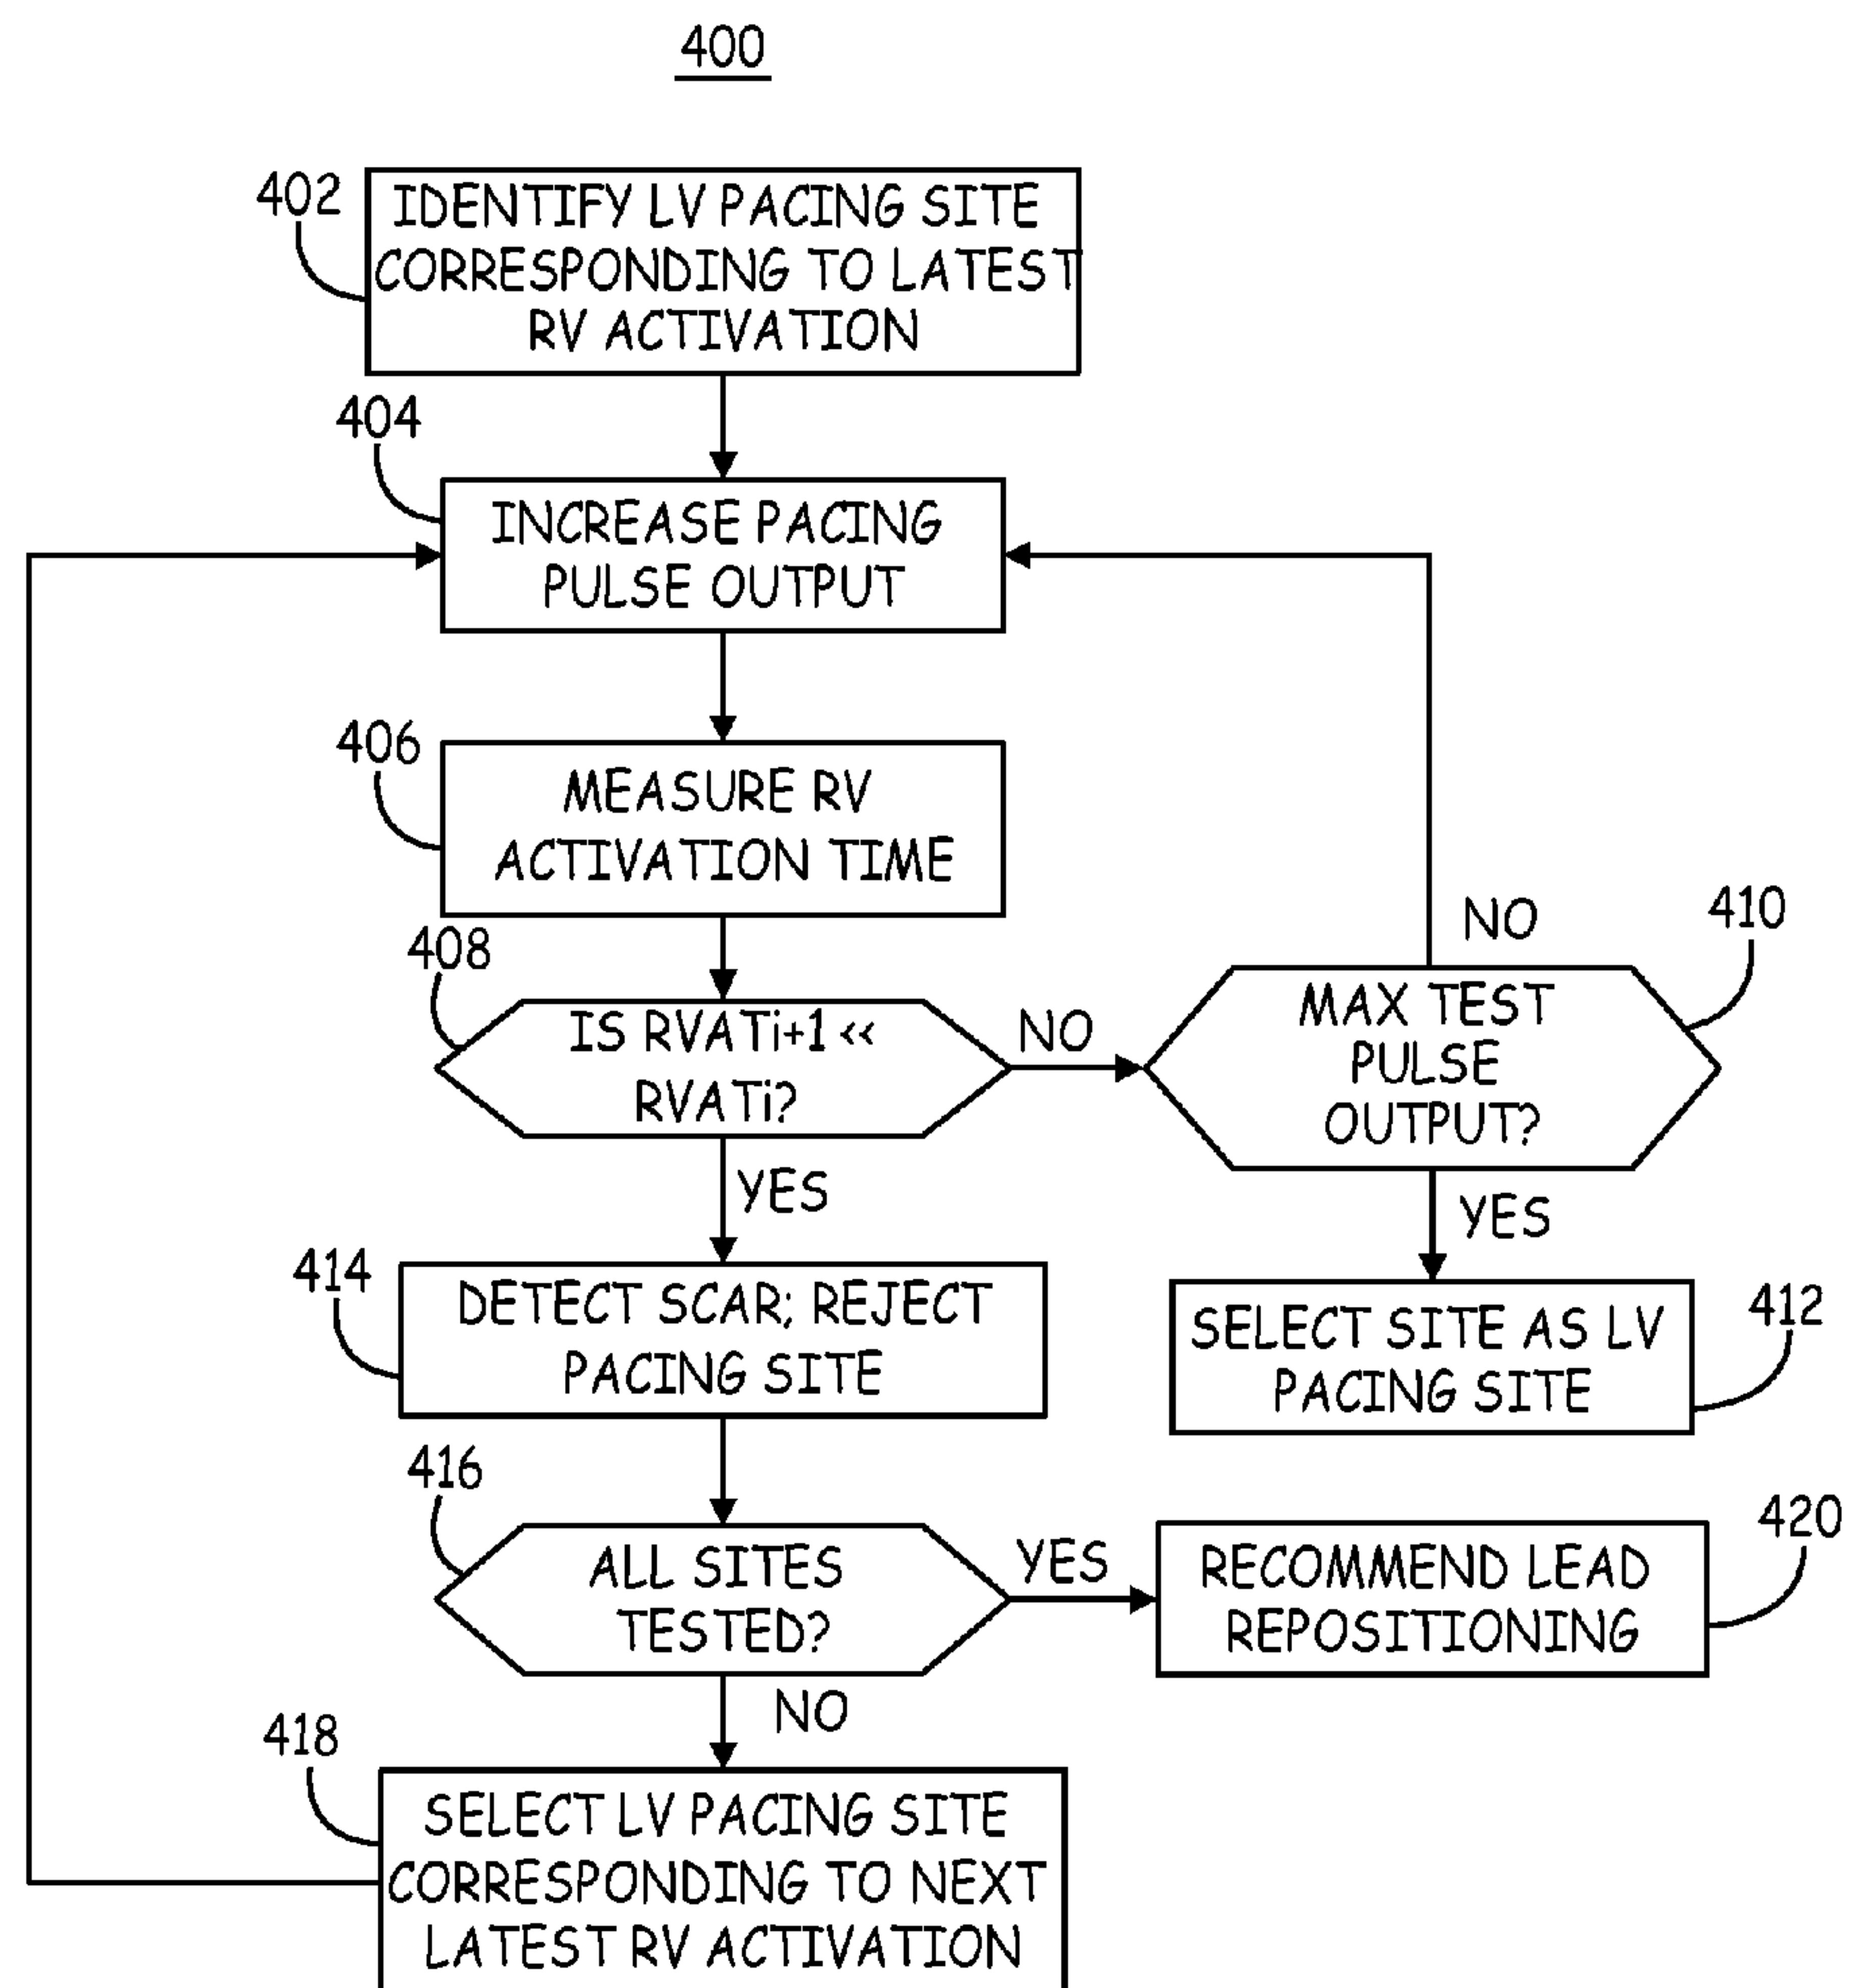 400
402
IDENTIFY LV PACING SITE
CORRESPONDING TO LATEST
RV ACTIVATION
404
INCREASE PACING
PULSE OUTPUT
406
MEASURE RV
ACTIVATION TIME
408
IS RVATi+1 <<
RVATi?
NO
410
MAX TEST
PULSE
OUTPUT?
NO
YES
YES
412
SELECT SITE AS LV
PACING SITE
414
DETECT SCAR; REJECT
PACING SITE
416
ALL SITES
TESTED?
YES
420
RECOMMEND LEAD
REPOSITIONING
NO
418
SELECT LV PACING SITE
CORRESPONDING TO NEXT
LATEST RV ACTIVATION